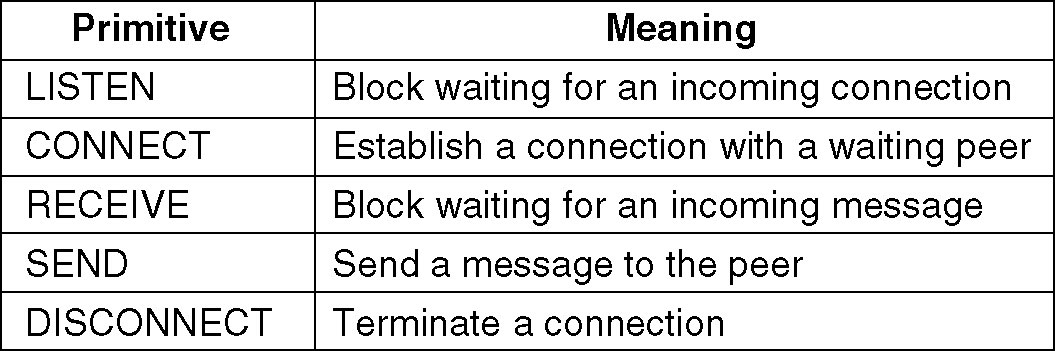 Primitive Meaning
LISTEN Block waiting for an incoming connection
CONNECT Establish a connection with a waiting peer
RECEIVE Block waiting for an incoming message
SEND Send a message to the peer
DISCONNECT Terminate a connection